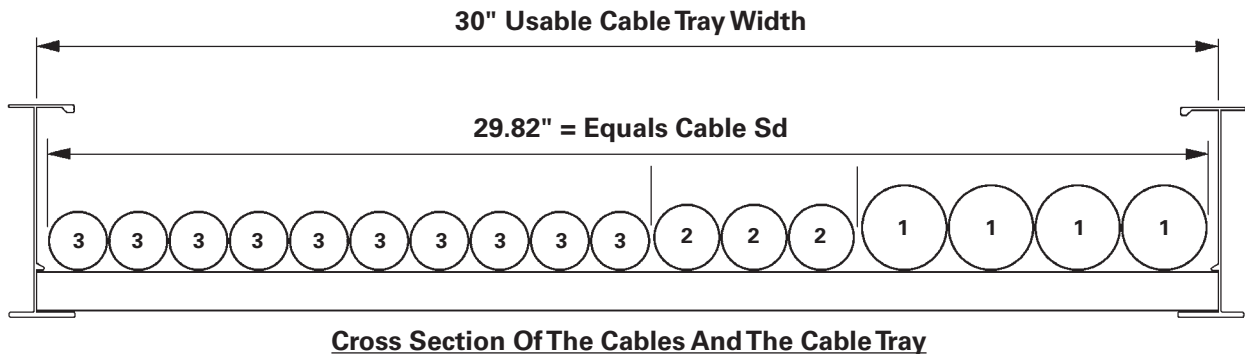 30" Usable Cable Tray Width
29.82" = Equals Cable Sd
3 3 3 3 3 3 3 3 3 3 2 2 2 1 1 1 1
Cross Section Of The Cables And The Cable Tray